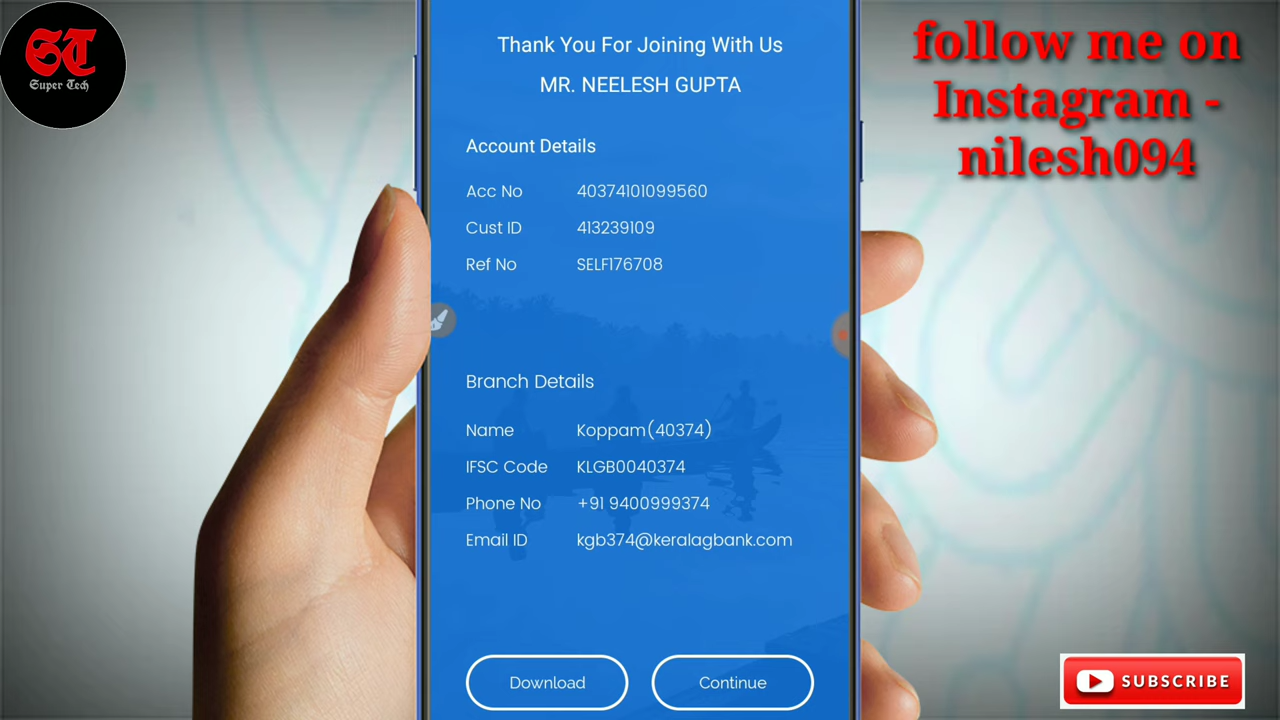 ST
Super Tech
Thank You For Joining With Us
MR. NEELESH GUPTA
Account Details
Acc No 40374101099560
Cust ID 413239109
Ref No SELF176708
Branch Details
Name Koppam(40374)
IFSC Code KLGB0040374
Phone No +91 9400999374
Email ID kgb374@keralagbank.com
Download Continue
follow me on
Instagram -
nilesh094
SUBSCRIBE